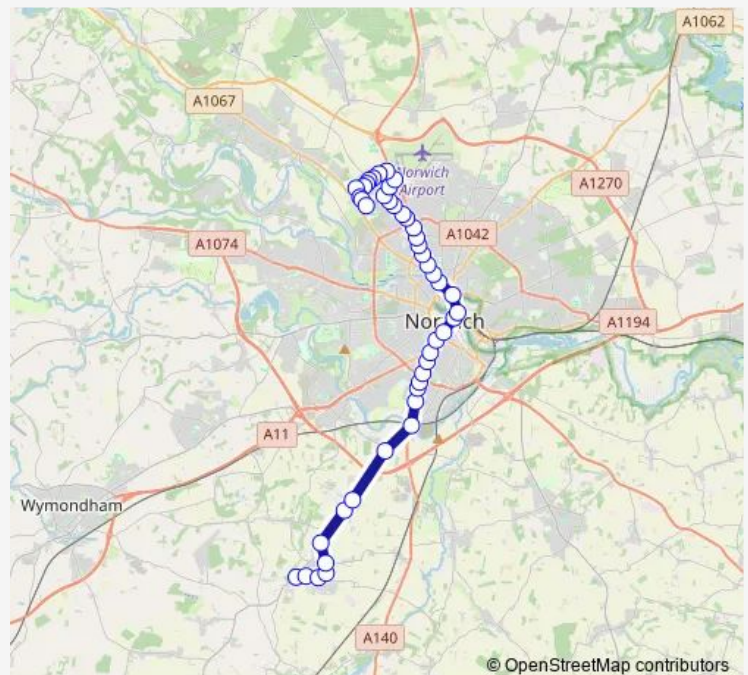 A1062
A1067
Norwich
Airport
A1270
A1074
A1042
Norwich
A1194
A11
Wymondham
A140
© OpenStreetMap contributors